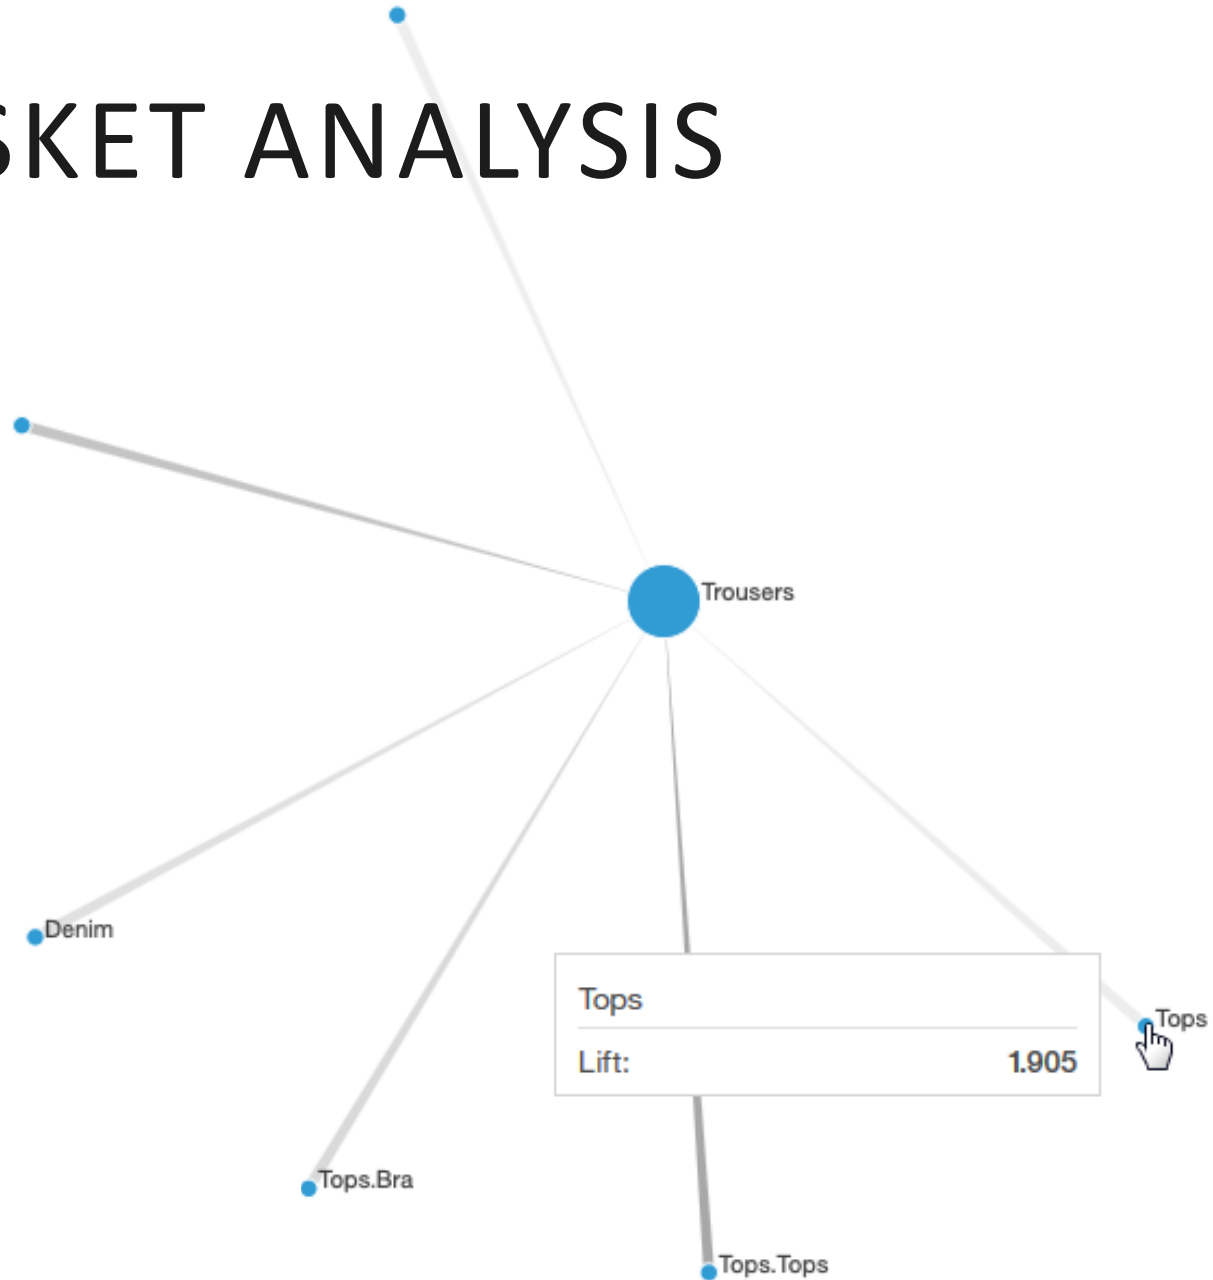 SKET ANALYSIS
Trousers
Denim
Tops
Lift: 1.905
Tops
Tops.Bra
Tops.Tops